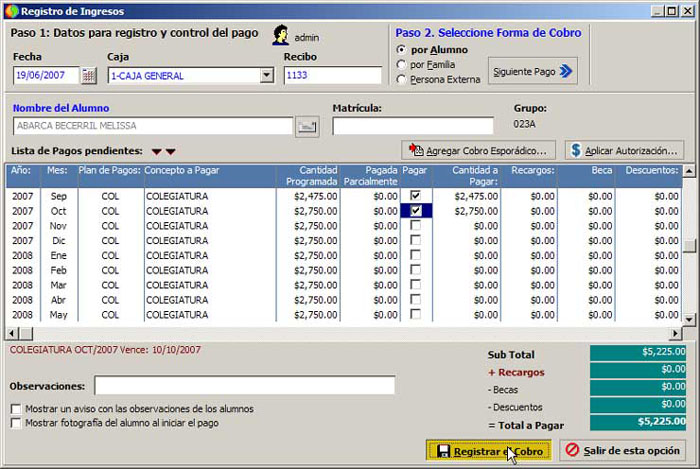 Registro de Ingresos
Paso 1: Datos para registro y control del pago admin
Paso 2. Seleccione Forma de Cobro
Fecha Caja Recibo
19/06/2007 1-CAJA GENERAL 1133
por Alumno
por Familia
Persona Externa
Siguiente Pago
Nombre del Alumno Matrícula: Grupo:
ABARCA BECERRIL MELISSA 023A
Lista de Pagos pendientes: Agregar Cobro Esporádico... $ Aplicar Autorización...
Año: Mes: Plan de Pagos: Concepto a Pagar Cantidad Programada Pagada Parcialmente Pagar Cantidad a Pagar: Recargos: Beca Descuentos:
2007 Sep COL COLEGIATURA $2,475.00 $0.00 $2,475.00 $0.00 $0.00 $0.00
2007 Oct COL COLEGIATURA $2,750.00 $0.00 $2,750.00 $0.00 $0.00 $0.00
2007 Nov COL COLEGIATURA $2,750.00 $0.00 $0.00 $0.00 $0.00 $0.00
2007 Dic COL COLEGIATURA $2,750.00 $0.00 $0.00 $0.00 $0.00 $0.00
2008 Ene COL COLEGIATURA $2,750.00 $0.00 $0.00 $0.00 $0.00 $0.00
2008 Feb COL COLEGIATURA $2,750.00 $0.00 $0.00 $0.00 $0.00 $0.00
2008 Mar COL COLEGIATURA $2,750.00 $0.00 $0.00 $0.00 $0.00 $0.00
2008 Abr COL COLEGIATURA $2,750.00 $0.00 $0.00 $0.00 $0.00 $0.00
2008 May COL COLEGIATURA $2,750.00 $0.00 $0.00 $0.00 $0.00 $0.00
COLEGIATURA OCT/2007 Vence: 10/10/2007
Sub Total $5,225.00
+ Recargos $0.00
- Becas $0.00
- Descuentos $0.00
= Total a Pagar $5,225.00
Observaciones:
Mostrar un aviso con las observaciones de los alumnos
Mostrar fotografía del alumno al iniciar el pago
Registrar el Cobro Salir de esta opción